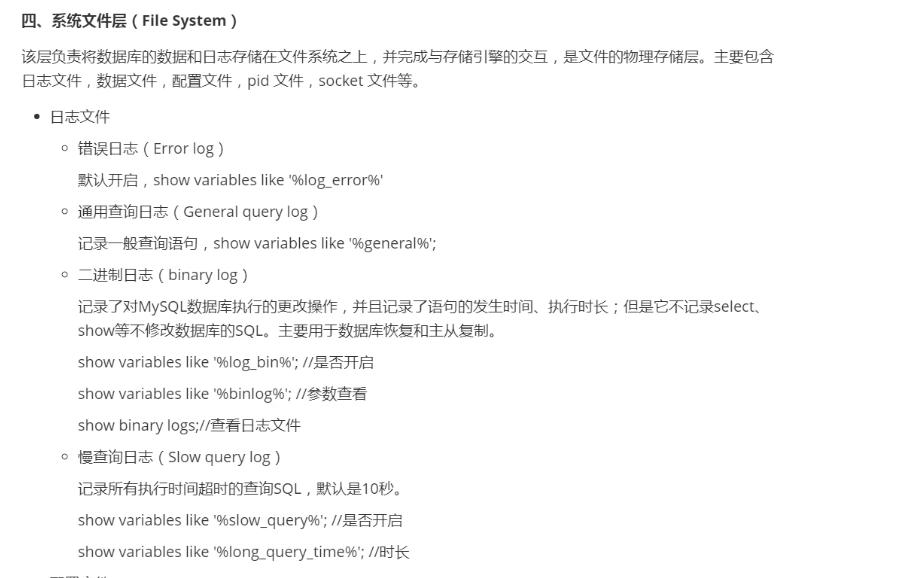 四、系统文件层（File System）
该层负责将数据库的数据和日志存储在文件系统之上，并完成与存储引擎的交互，是文件的物理存储层。主要包含
日志文件，数据文件，配置文件，pid 文件，socket 文件等。
日志文件
错误日志（Error log）
默认开启，show variables like '%log_error%'
通用查询日志（General query log）
记录一般查询语句，show variables like '%general%';
二进制日志（binary log）
记录了对MySQL数据库执行的更改操作，并且记录了语句的发生时间、执行时长；但是它不记录select、
show等不修改数据库的SQL。主要用于数据库恢复和主从复制。
show variables like '%log_bin%'; //是否开启
show variables like '%binlog%'; //参数查看
show binary logs;//查看日志文件
慢查询日志（Slow query log）
记录所有执行时间超时的查询SQL，默认是10秒。
show variables like '%slow_query%'; //是否开启
show variables like '%long_query_time%'; //时长